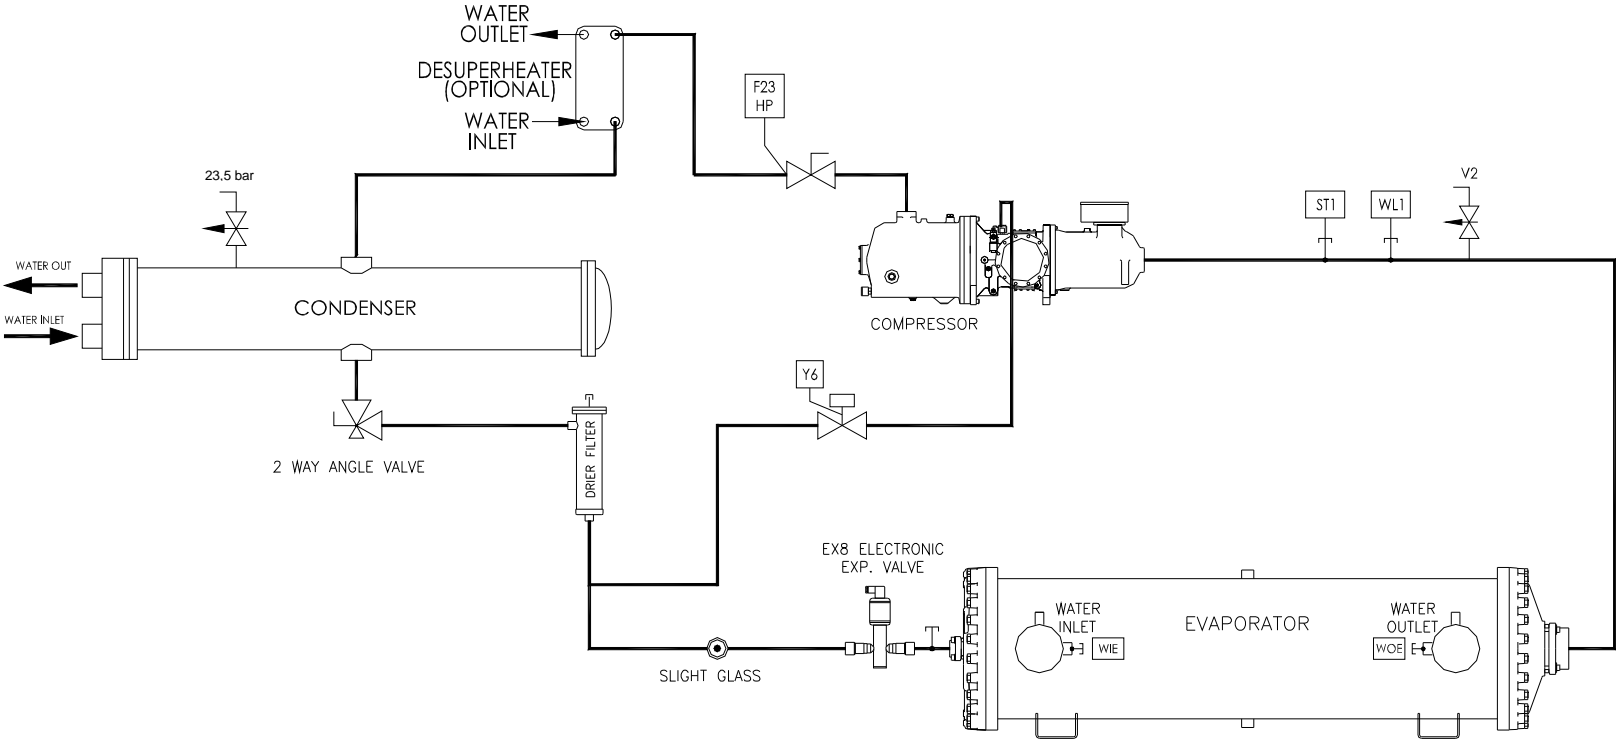 WATER
OUTLET
DESUPERHEATER
(OPTIONAL)
WATER
INLET
F23
HP
23,5 bar
V2
ST1
WL1
WATER OUT
WATER INLET
CONDENSER
COMPRESSOR
Y6
2 WAY ANGLE VALVE
DRIER FILTER
EX8 ELECTRONIC
EXP. VALVE
SLIGHT GLASS
WATER
INLET
WIE
EVAPORATOR
WATER
OUTLET
WOE